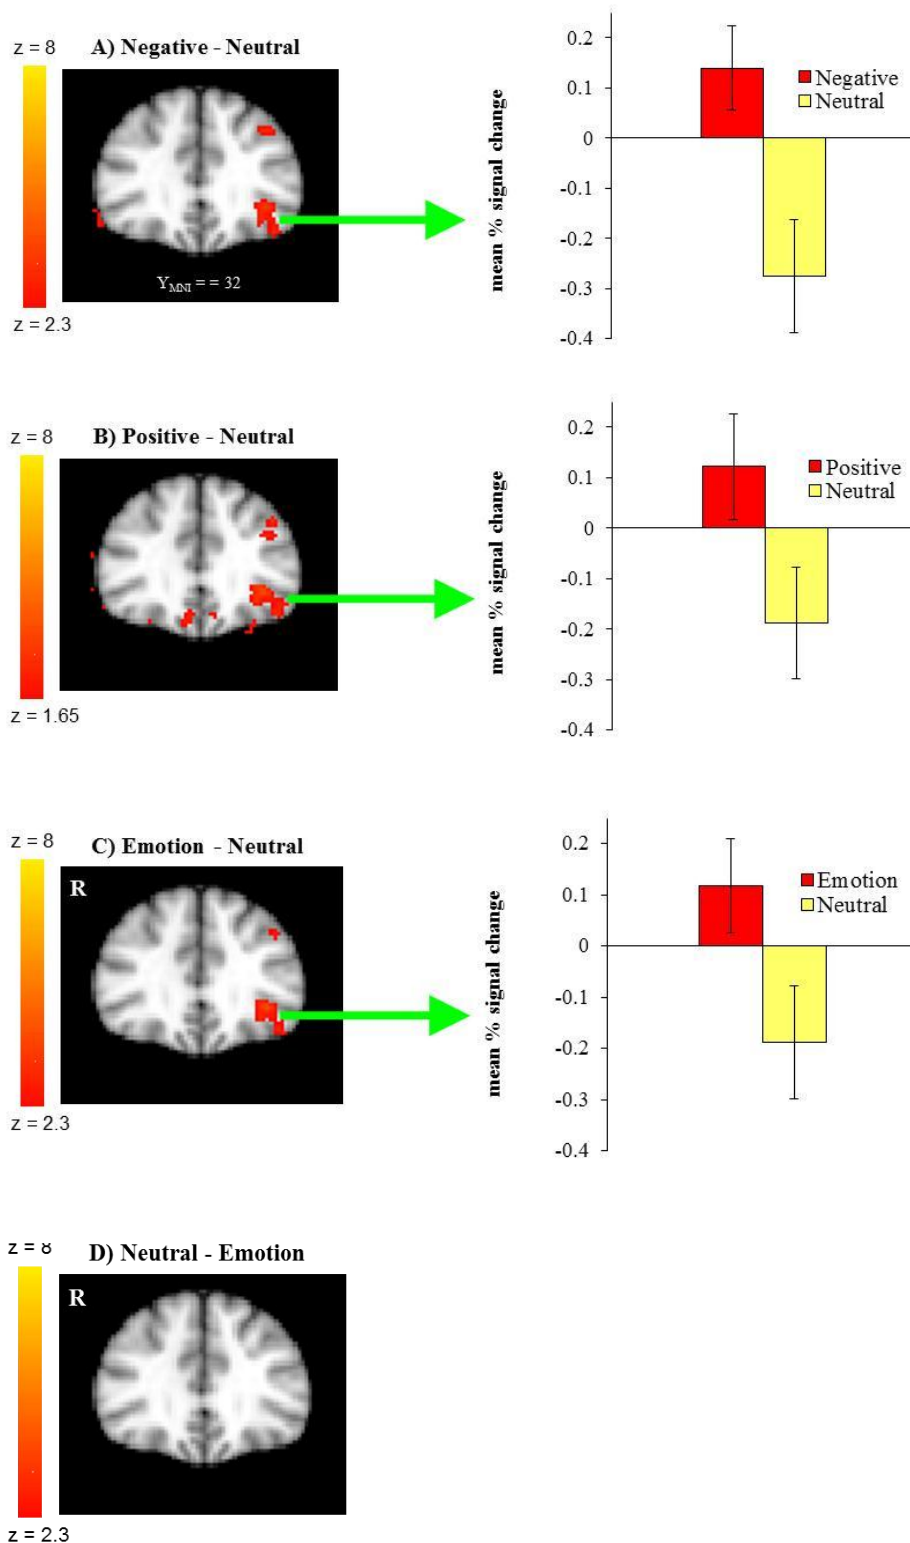 z = 8
A) Negative - Neutral
Y_MNI = = 32
z = 2.3
mean % signal change
0.2
0.1
0
-0.1
-0.2
-0.3
-0.4
Negative
Neutral
z = 8
B) Positive - Neutral
z = 1.65
mean % signal change
0.2
0.1
0
-0.1
-0.2
-0.3
-0.4
Positive
Neutral
z = 8
C) Emotion - Neutral
R
z = 2.3
mean % signal change
0.2
0.1
0
-0.1
-0.2
-0.3
-0.4
Emotion
Neutral
z = 8
D) Neutral - Emotion
R
z = 2.3